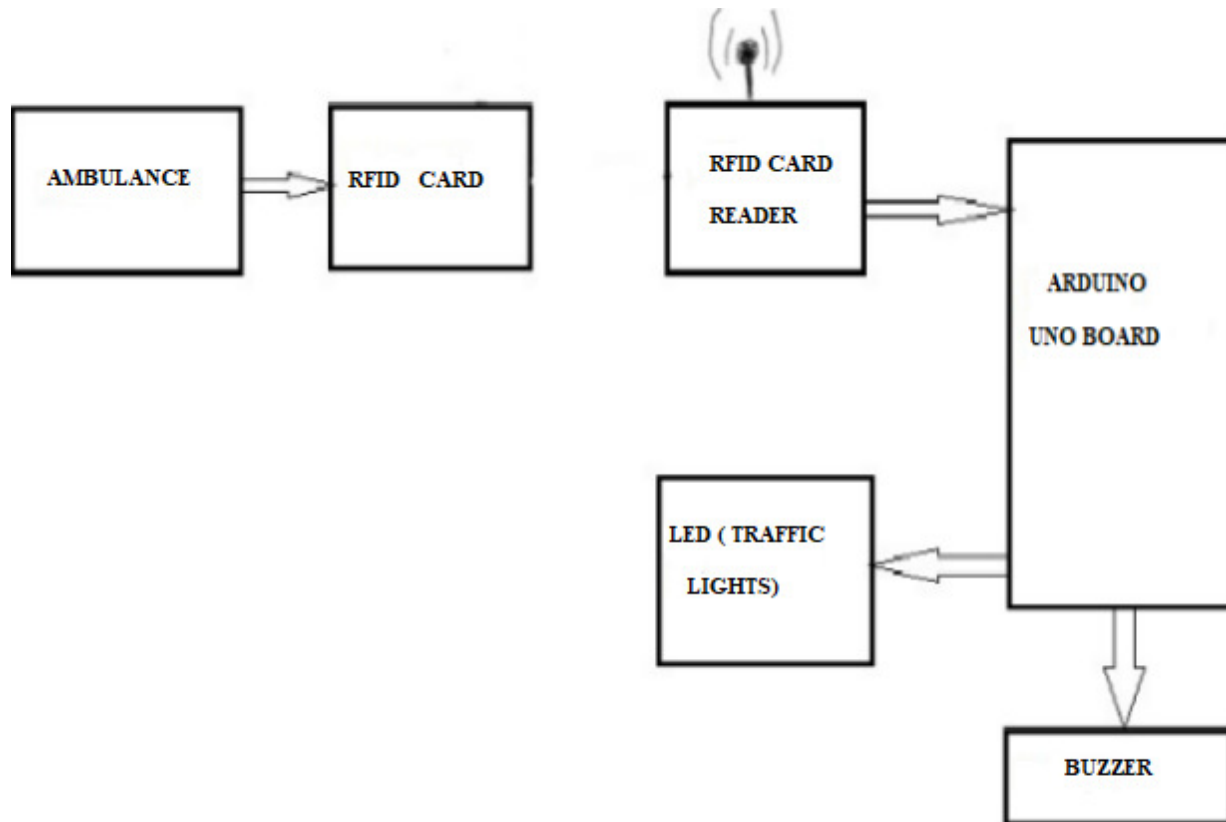 AMBULANCE
RFID CARD
RFID CARD
READER
ARDUINO
UNO BOARD
LED ( TRAFFIC
LIGHTS)
BUZZER